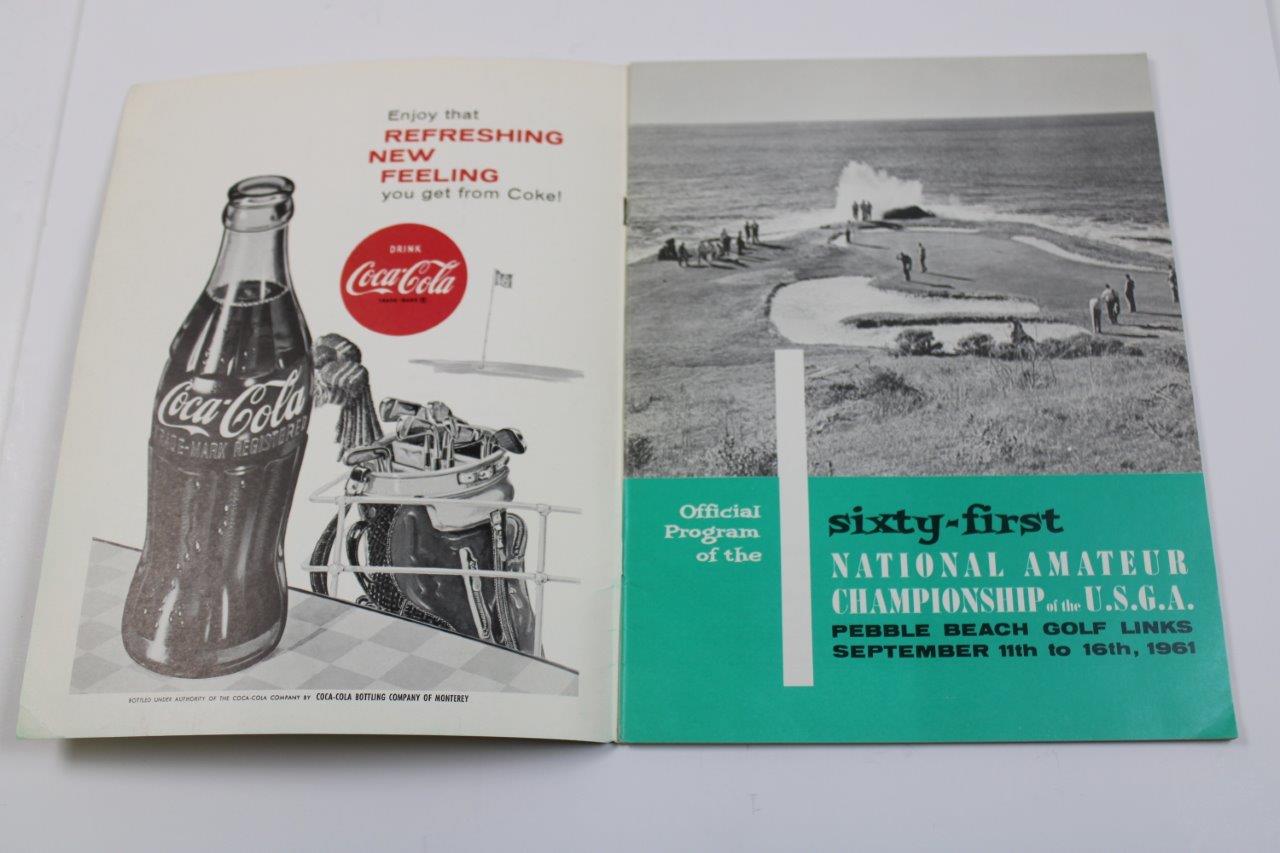 Enjoy that
REFRESHING
NEW
FEELING
you get from Coke!
DRINK
Coca-Cola
TRADE-MARK ®
Coca-Cola
TRADE-MARK REGISTERED
BOTTLED UNDER AUTHORITY OF THE COCA-COLA COMPANY BY COCA-COLA BOTTLING COMPANY OF MONTEREY
Official
Program
of the
sixty-first
NATIONAL AMATEUR
CHAMPIONSHIP of the U.S.G.A.
PEBBLE BEACH GOLF LINKS
SEPTEMBER 11th to 16th, 1961